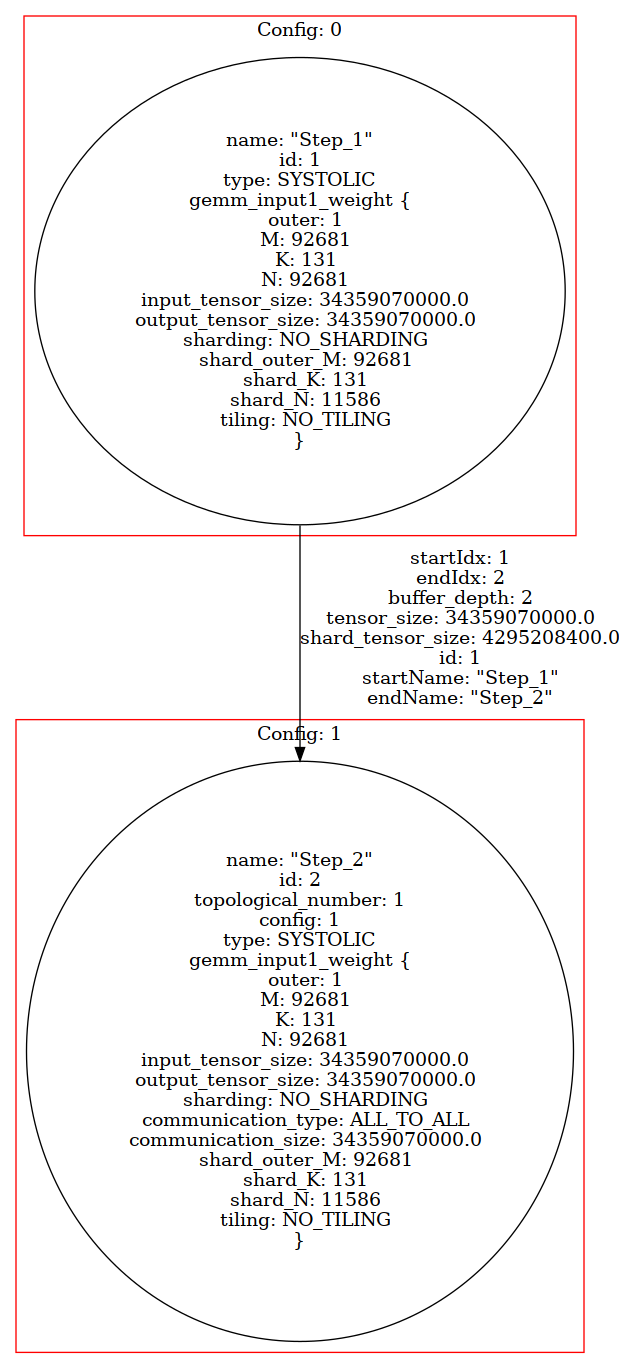 Config: 0
name: "Step_1"
id: 1
type: SYSTOLIC
gemm_input1_weight {
outer: 1
M: 92681
K: 131
N: 92681
input_tensor_size: 34359070000.0
output_tensor_size: 34359070000.0
sharding: NO_SHARDING
shard_outer_M: 92681
shard_K: 131
shard_N: 11586
tiling: NO_TILING
}
startIdx: 1
endIdx: 2
buffer_depth: 2
tensor_size: 34359070000.0
shard_tensor_size: 4295208400.0
id: 1
startName: "Step_1"
endName: "Step_2"
Config: 1
name: "Step_2"
id: 2
topological_number: 1
config: 1
type: SYSTOLIC
gemm_input1_weight {
outer: 1
M: 92681
K: 131
N: 92681
input_tensor_size: 34359070000.0
output_tensor_size: 34359070000.0
sharding: NO_SHARDING
communication_type: ALL_TO_ALL
communication_size: 34359070000.0
shard_outer_M: 92681
shard_K: 131
shard_N: 11586
tiling: NO_TILING
}